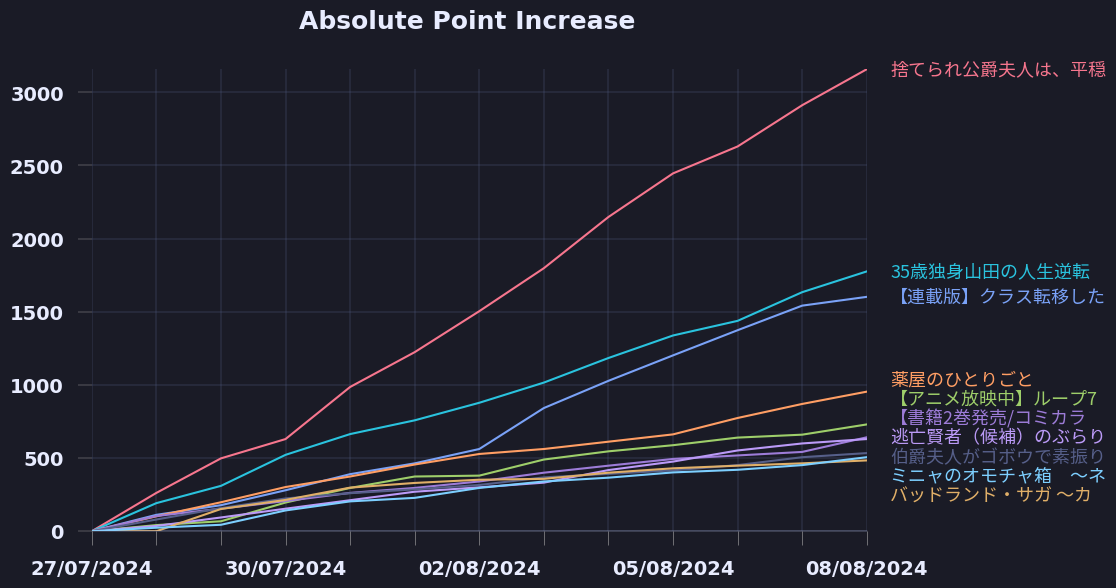 Absolute Point Increase
3000
2500
2000
1500
1000
500
0
27/07/2024
30/07/2024
02/08/2024
05/08/2024
08/08/2024
捨てられ公爵夫人は、平穏
35歳独身山田の人生逆転
【連載版】クラス転移した
薬屋のひとりごと
【アニメ放映中】ループ7
【書籍2巻発売/コミカラ
逃亡賢者（候補）のぶらり
伯爵夫人がゴボウで素振り
ミニャのオモチャ箱　～ネ
バッドランド・サガ ～カ